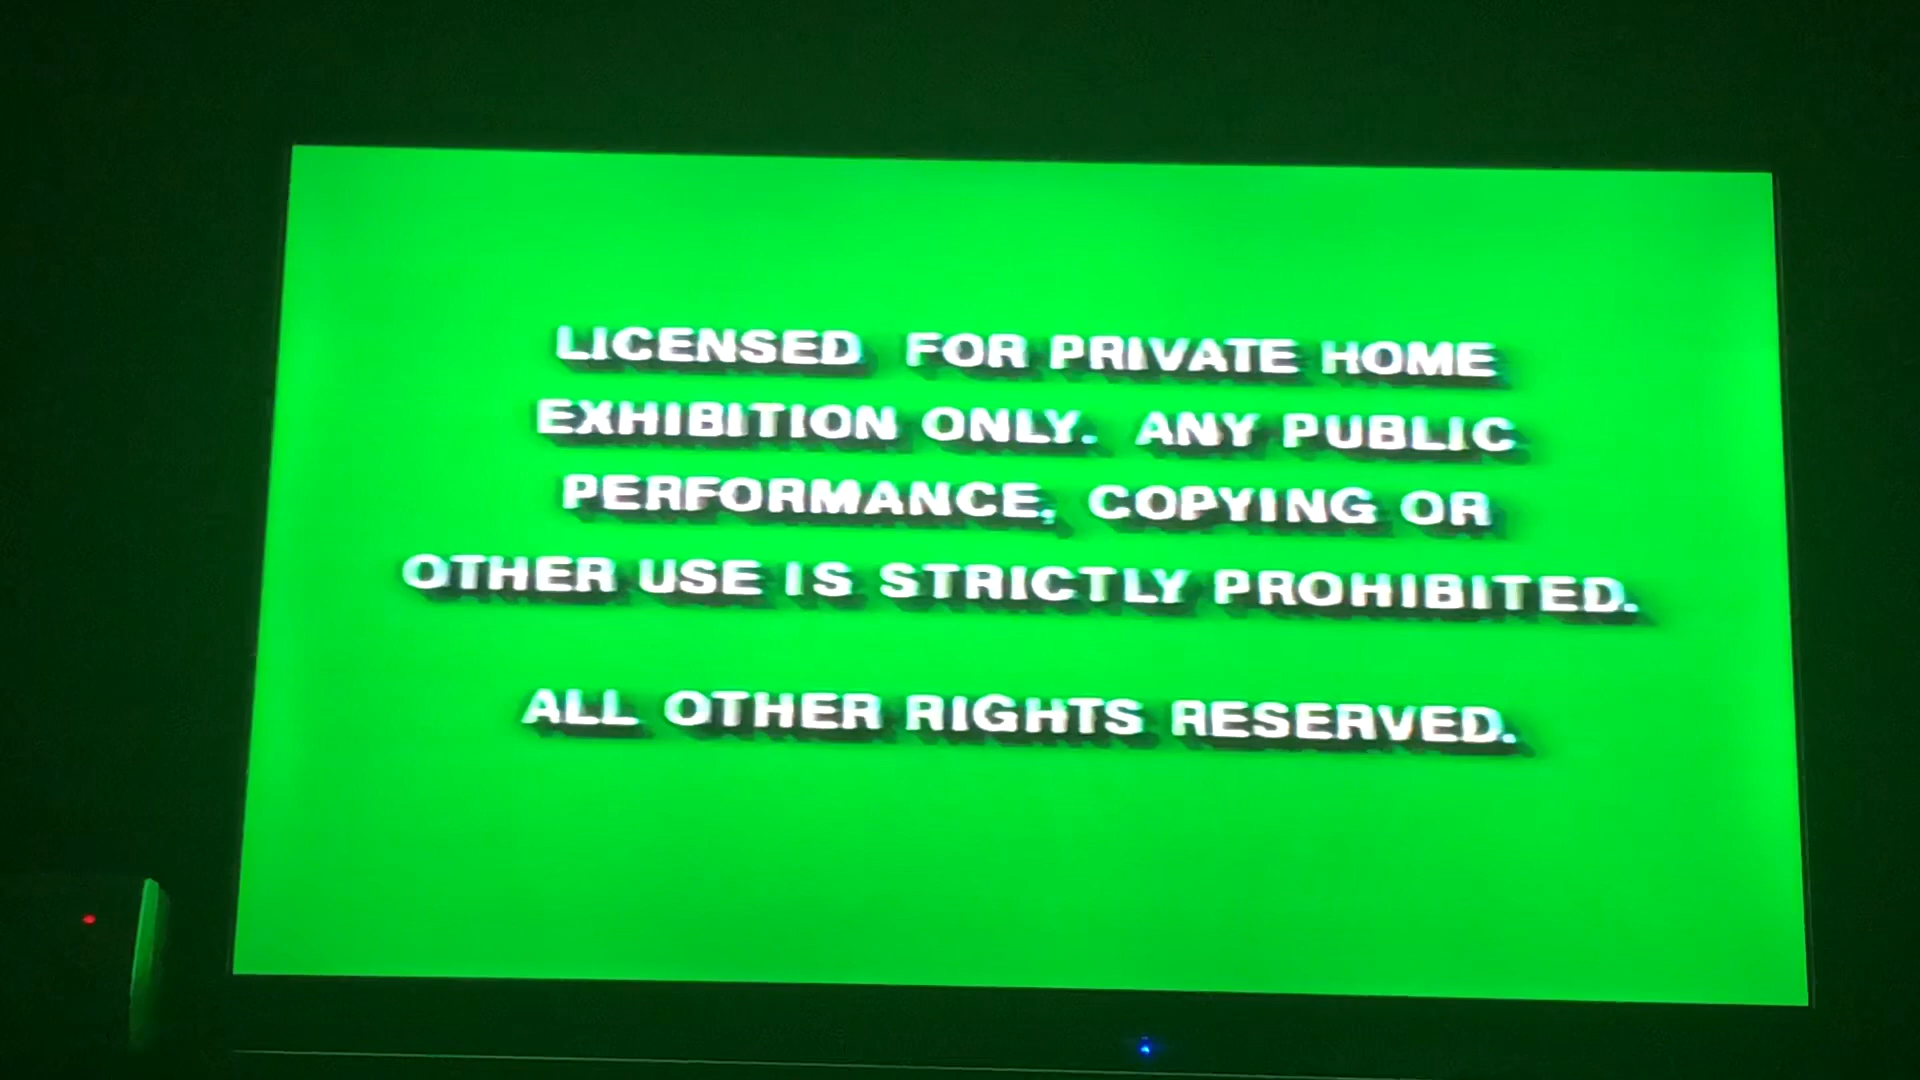 LICENSED FOR PRIVATE HOME
EXHIBITION ONLY. ANY PUBLIC
PERFORMANCE, COPYING OR
OTHER USE IS STRICTLY PROHIBITED.
ALL OTHER RIGHTS RESERVED.